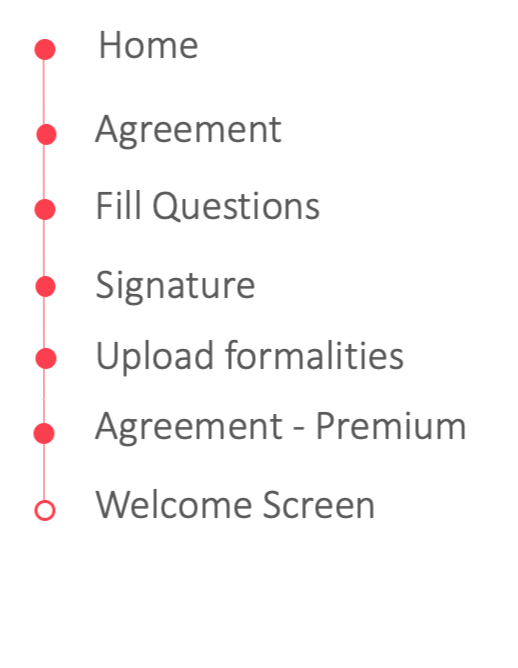 Home
Agreement
Fill Questions
Signature
Upload formalities
Agreement - Premium
Welcome Screen